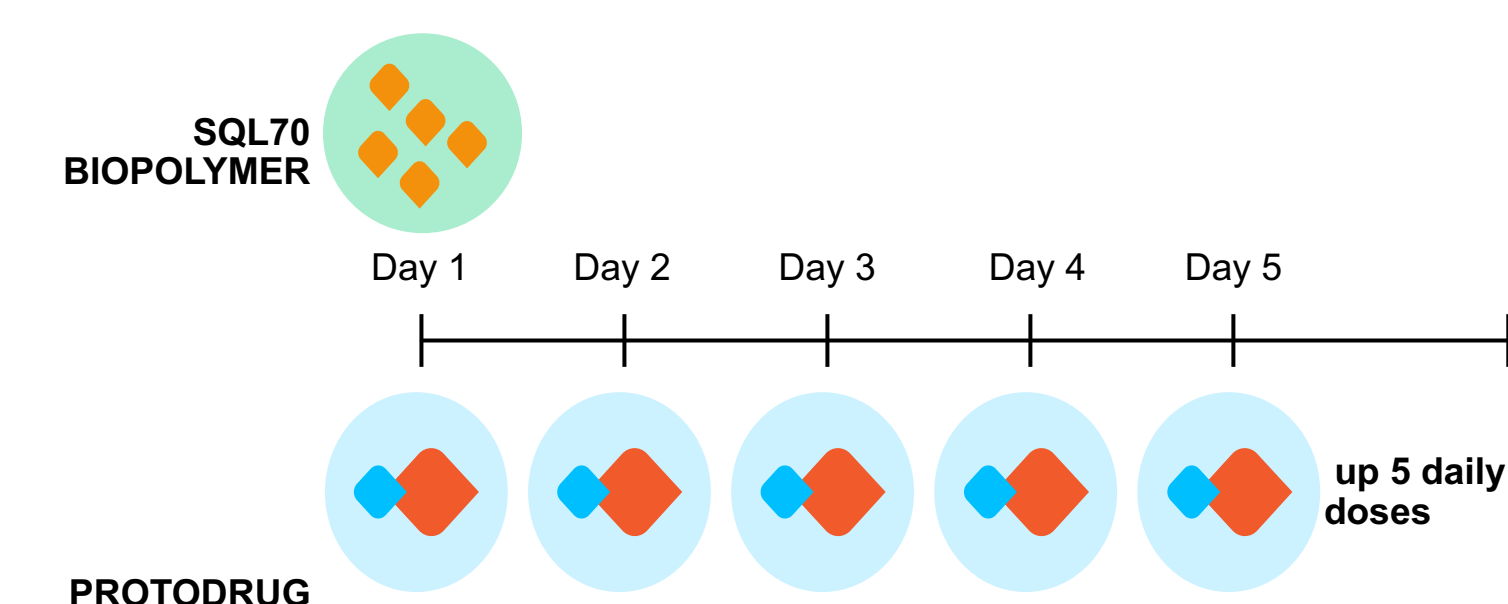 SQL70
BIOPOLYMER
Day 1 Day 2 Day 3 Day 4 Day 5
up 5 daily
doses
PROTODRUG